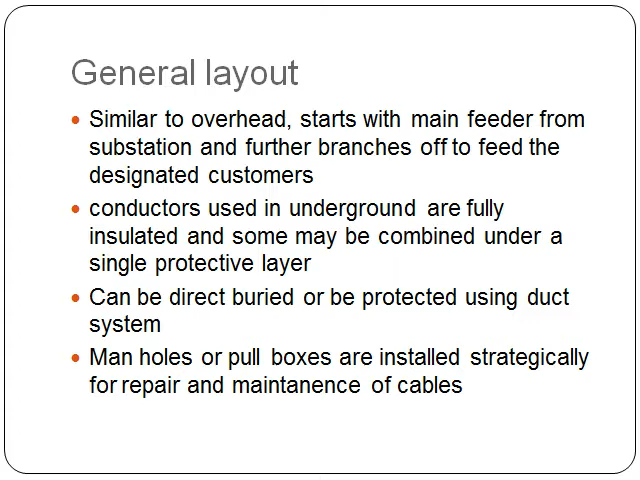 General layout
• Similar to overhead, starts with main feeder from
substation and further branches off to feed the
designated customers
• conductors used in underground are fully
insulated and some may be combined under a
single protective layer
• Can be direct buried or be protected using duct
system
• Man holes or pull boxes are installed strategically
for repair and maintanence of cables